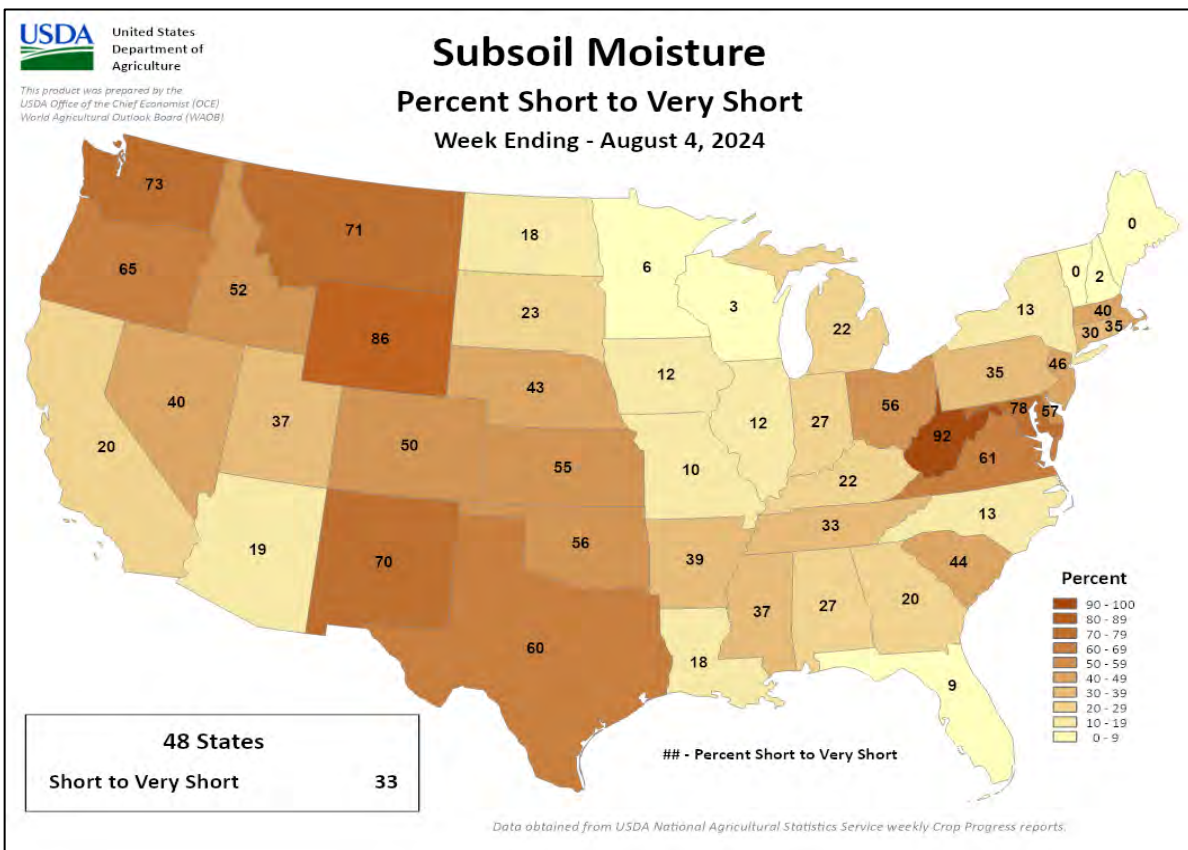 USDA
United States
Department of
Agriculture
This product was prepared by the
USDA Office of the Chief Economist (OCE)
World Agricultural Outlook Board (WAOB)
Subsoil Moisture
Percent Short to Very Short
Week Ending - August 4, 2024
73
71
18
6
0
65
52
23
3
0
2
86
22
13
40
30
35
43
12
35
46
40
37
50
12
27
56
78
57
20
55
10
92
61
22
19
70
56
39
33
13
37
27
20
44
60
18
9
Percent
90 - 100
80 - 89
70 - 79
60 - 69
50 - 59
40 - 49
30 - 39
20 - 29
10 - 19
0 - 9
48 States
Short to Very Short 33
## - Percent Short to Very Short
Data obtained from USDA National Agricultural Statistics Service weekly Crop Progress reports.